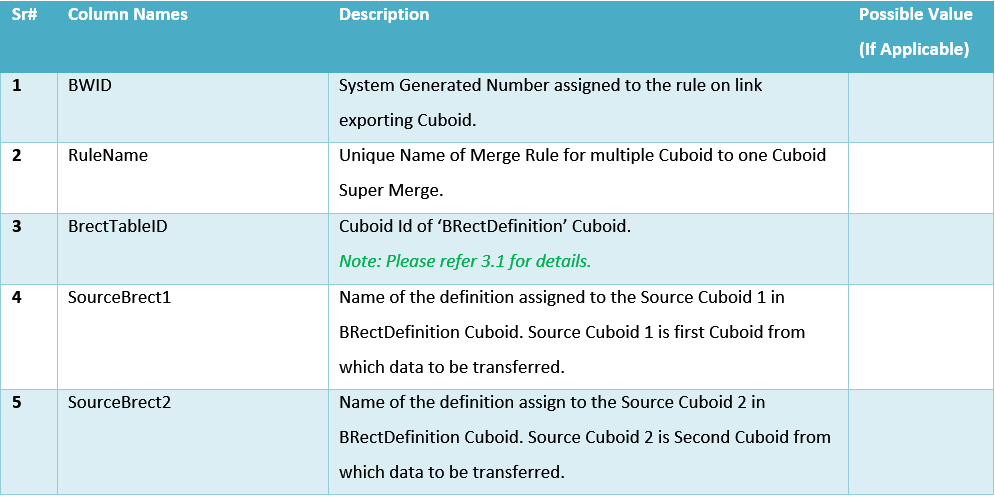 Sr# Column Names Description Possible Value
(If Applicable)
1 BWID System Generated Number assigned to the rule on link
exporting Cuboid.
2 RuleName Unique Name of Merge Rule for multiple Cuboid to one Cuboid
Super Merge.
3 BrectTableID Cuboid Id of ‘BRectDefinition’ Cuboid.
Note: Please refer 3.1 for details.
4 SourceBrect1 Name of the definition assigned to the Source Cuboid 1 in
BRectDefinition Cuboid. Source Cuboid 1 is first Cuboid from
which data to be transferred.
5 SourceBrect2 Name of the definition assign to the Source Cuboid 2 in
BRectDefinition Cuboid. Source Cuboid 2 is Second Cuboid from
which data to be transferred.